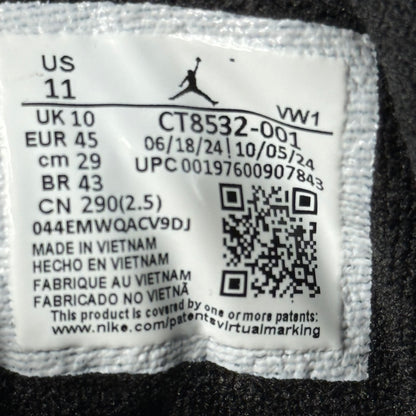 US
11
VW1
UK 10
EUR 45
cm 29
BR 43
CN 290(2.5)
CT8532-001
06/18/24 | 10/05/24
UPC 00197600907843
044EMWQACV9DJ
MADE IN VIETNAM
HECHO EN VIETNAM
FABRIQUE AU VIETNAM
FABRICADO NO VIETNÃ
This product is covered by one or more patents:
www.nike.com/patentsvirtualmarking